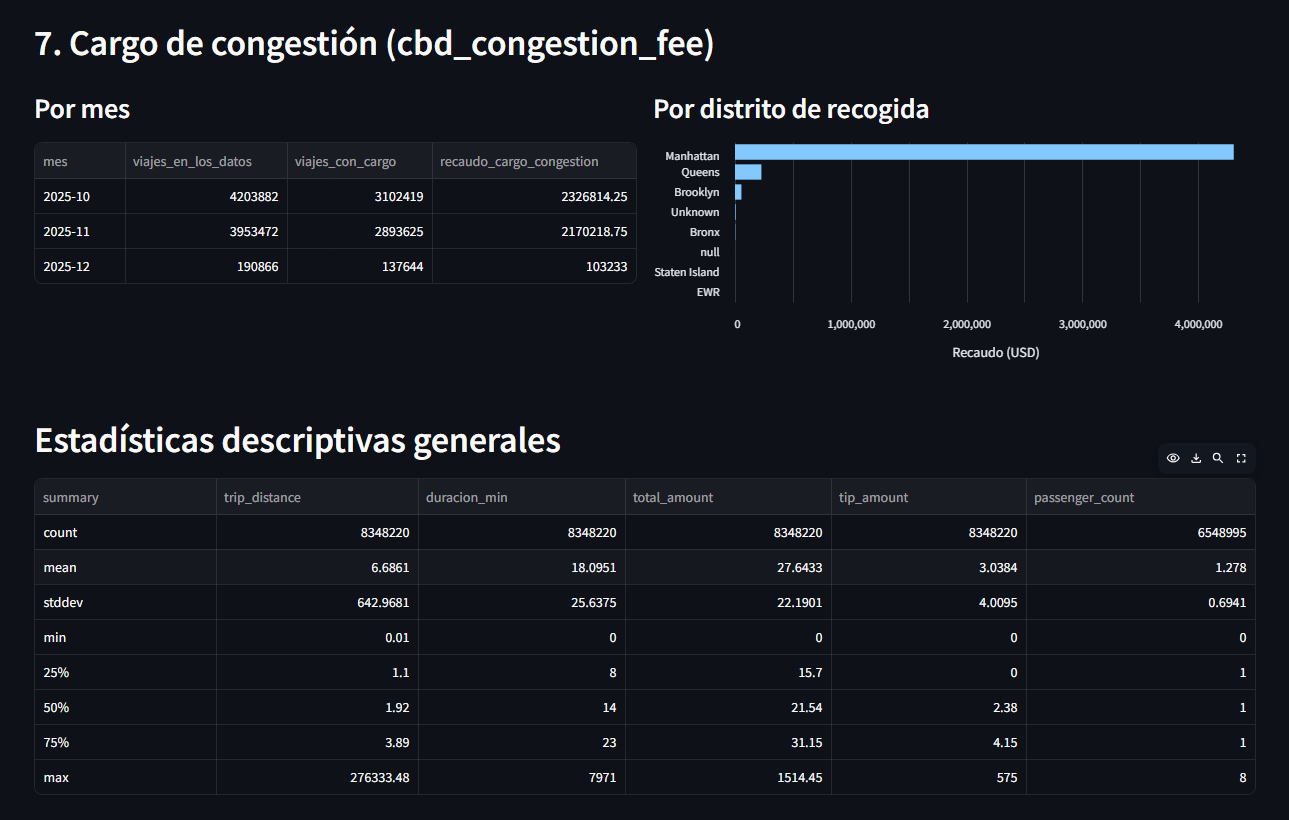 7. Cargo de congestión (cbd_congestion_fee)
Por mes
mes viajes_en_los_datos viajes_con_cargo recaudo_cargo_congestion
2025-10 4203882 3102419 2326814.25
2025-11 3953472 2893625 2170218.75
2025-12 190866 137644 103233
Por distrito de recogida
Manhattan
Queens
Brooklyn
Unknown
Bronx
null
Staten Island
EWR
0 1,000,000 2,000,000 3,000,000 4,000,000
Recaudo (USD)
Estadísticas descriptivas generales
summary trip_distance duracion_min total_amount tip_amount passenger_count
count 8348220 8348220 8348220 8348220 6548995
mean 6.6861 18.0951 27.6433 3.0384 1.278
stddev 642.9681 25.6375 22.1901 4.0095 0.6941
min 0.01 0 0 0 0
25% 1.1 8 15.7 0 1
50% 1.92 14 21.54 2.38 1
75% 3.89 23 31.15 4.15 1
max 276333.48 7971 1514.45 575 8